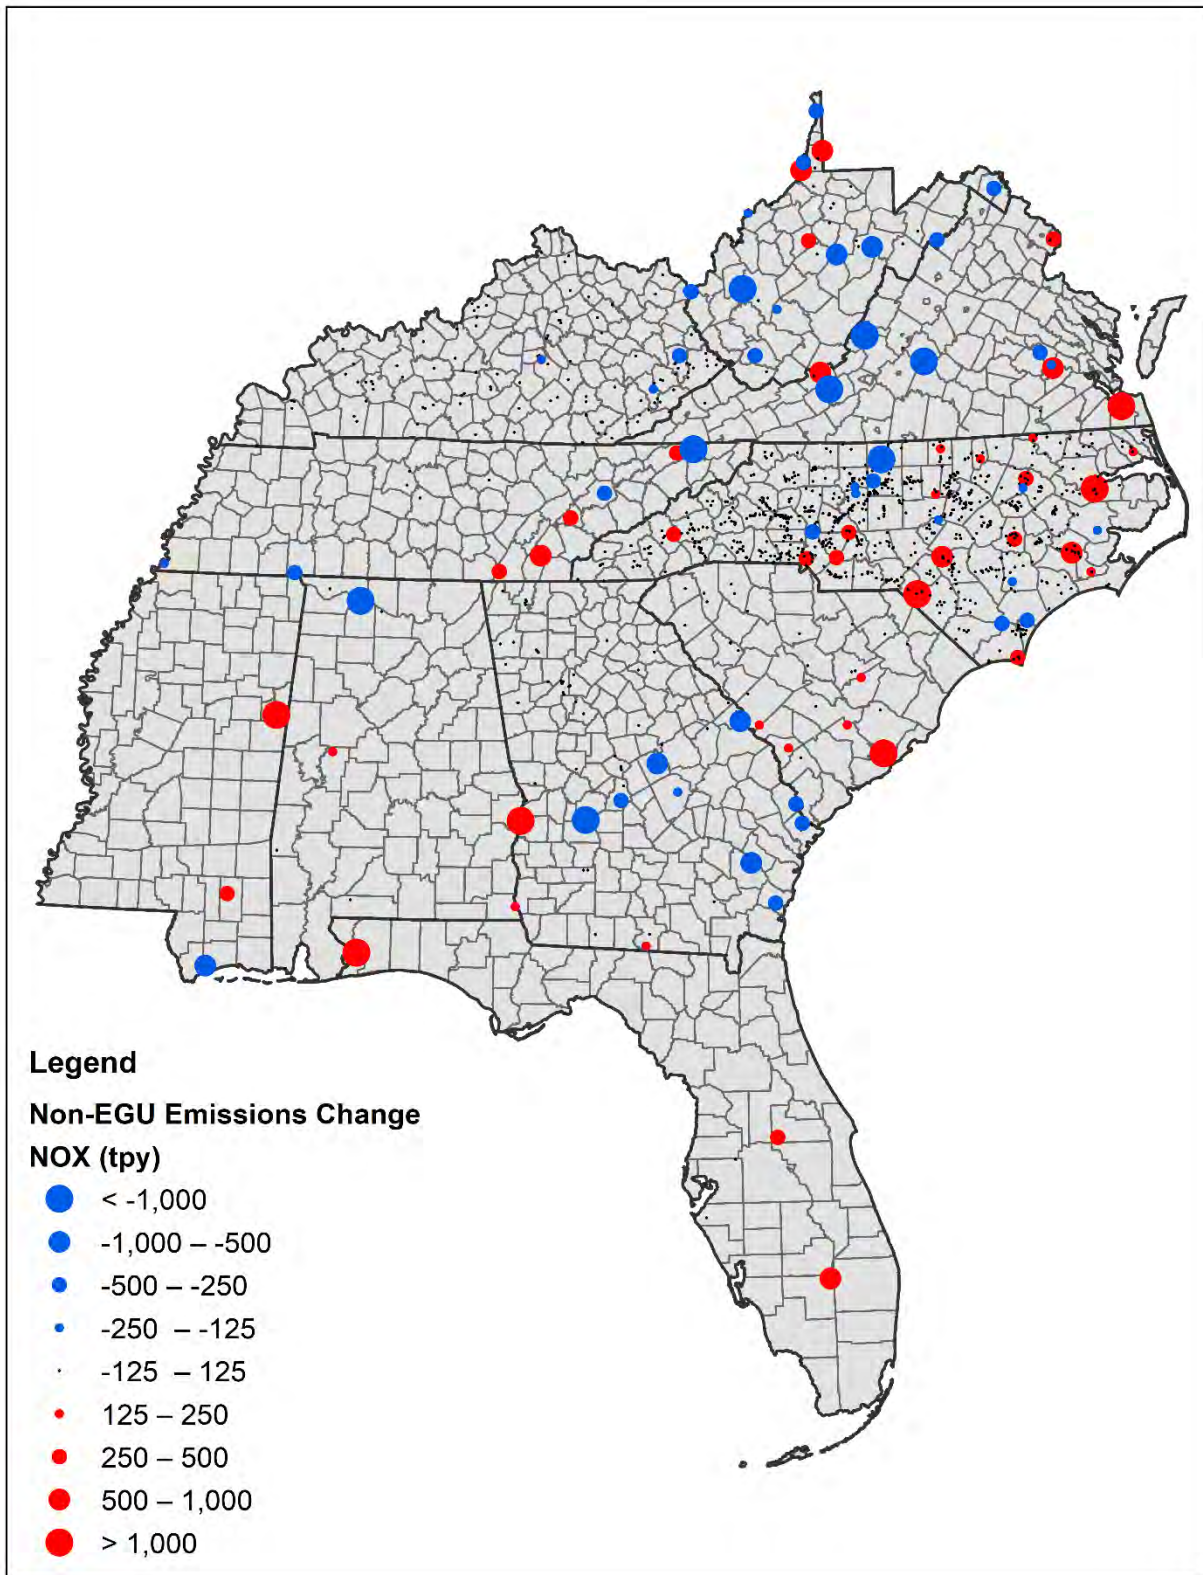 Legend
Non-EGU Emissions Change
NOX (tpy)
< -1,000
-1,000 – -500
-500 – -250
-250 – -125
-125 – 125
125 – 250
250 – 500
500 – 1,000
> 1,000